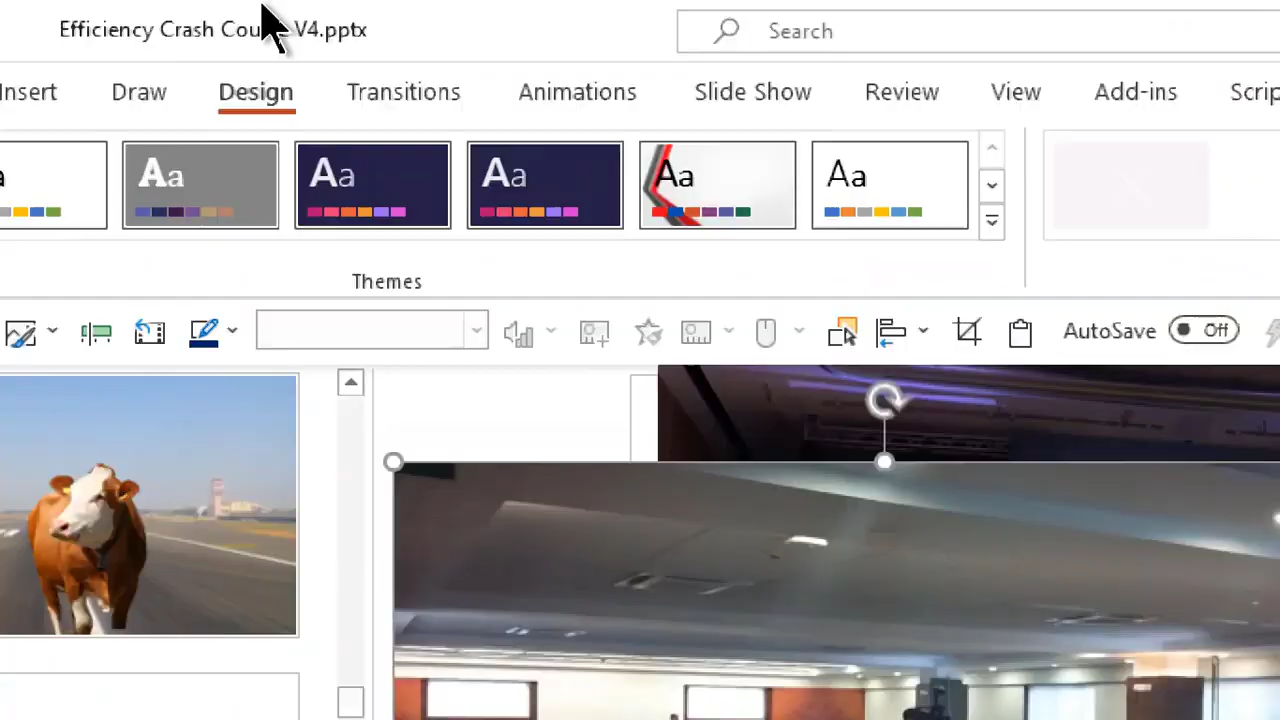 Efficiency Crash Cou V4.pptx
Search
Insert Draw Design Transitions Animations Slide Show Review View Add-ins
Aa Aa Aa Aa Aa
Themes
AutoSave Off